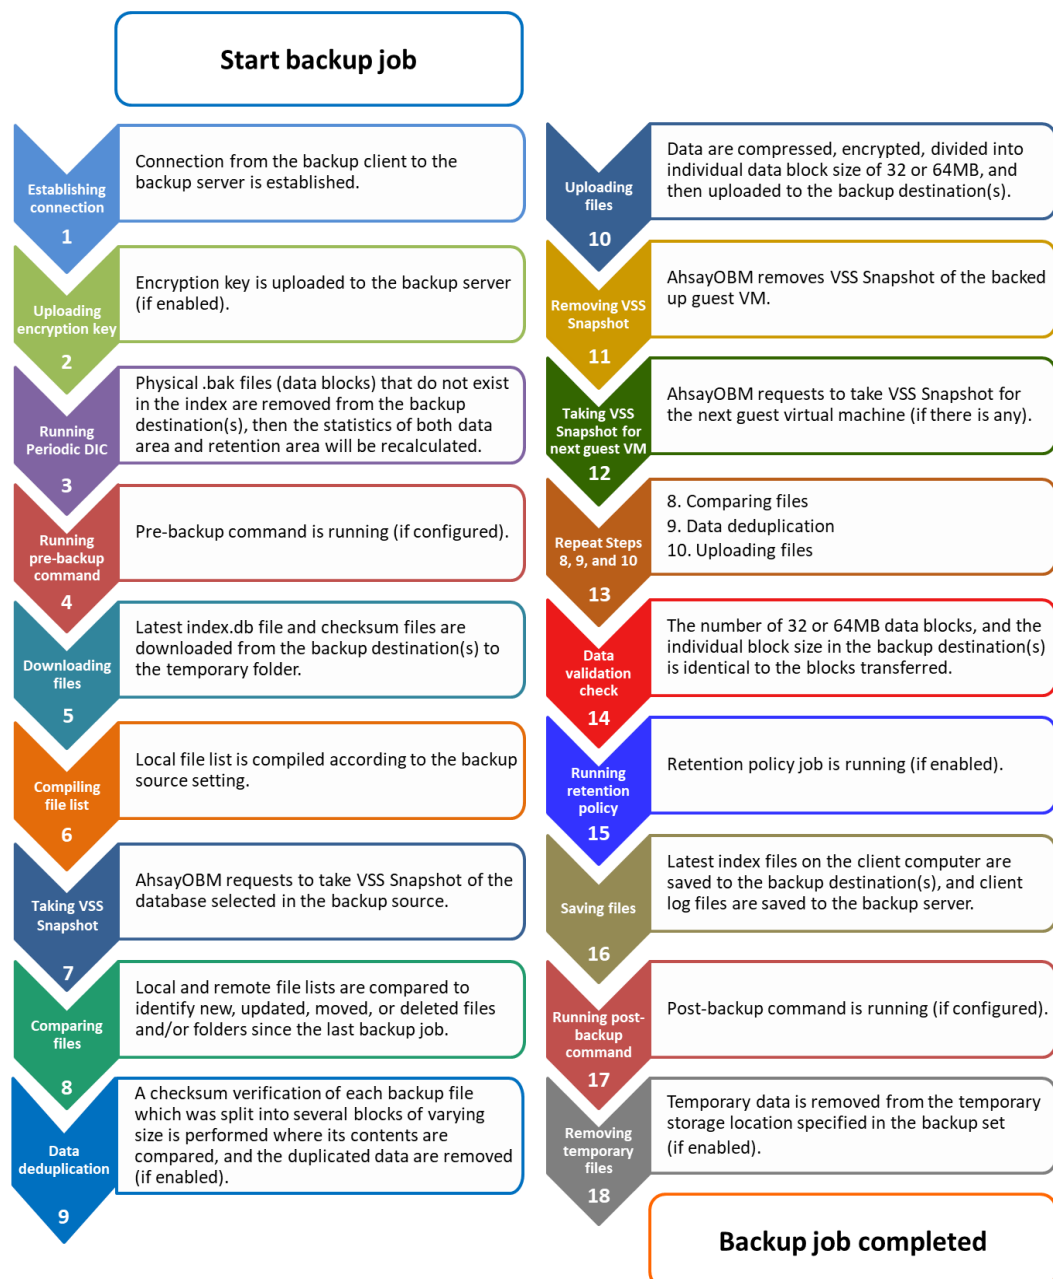 Start backup job
Establishing
connection
1
Connection from the backup client to the
backup server is established.
Uploading
encryption key
2
Encryption key is uploaded to the backup server
(if enabled).
Running
Periodic DIC
3
Physical .bak files (data blocks) that do not exist
in the index are removed from the backup
destination(s), then the statistics of both data
area and retention area will be recalculated.
Running
pre-backup
command
4
Pre-backup command is running (if configured).
Downloading
files
5
Latest index.db file and checksum files are
downloaded from the backup destination(s) to
the temporary folder.
Compiling
file list
6
Local file list is compiled according to the backup
source setting.
Taking VSS
Snapshot
7
AhsayOBM requests to take VSS Snapshot of the
database selected in the backup source.
Comparing
files
8
Local and remote file lists are compared to
identify new, updated, moved, or deleted files
and/or folders since the last backup job.
Data
deduplication
9
A checksum verification of each backup file
which was split into several blocks of varying
size is performed where its contents are
compared, and the duplicated data are removed
(if enabled).
Uploading
files
10
Data are compressed, encrypted, divided into
individual data block size of 32 or 64MB, and
then uploaded to the backup destination(s).
Removing VSS
Snapshot
11
AhsayOBM removes VSS Snapshot of the backed
up guest VM.
Taking VSS
Snapshot for
next guest VM
12
AhsayOBM requests to take VSS Snapshot for
the next guest virtual machine (if there is any).
Repeat Steps
8, 9, and 10
13
8. Comparing files
9. Data deduplication
10. Uploading files
Data
validation
check
14
The number of 32 or 64MB data blocks, and the
individual block size in the backup destination(s)
is identical to the blocks transferred.
Running
retention
policy
15
Retention policy job is running (if enabled).
Saving files
16
Latest index files on the client computer are
saved to the backup destination(s), and client
log files are saved to the backup server.
Running post-
backup
command
17
Post-backup command is running (if configured).
Removing
temporary
files
18
Temporary data is removed from the temporary
storage location specified in the backup set
(if enabled).
Backup job completed